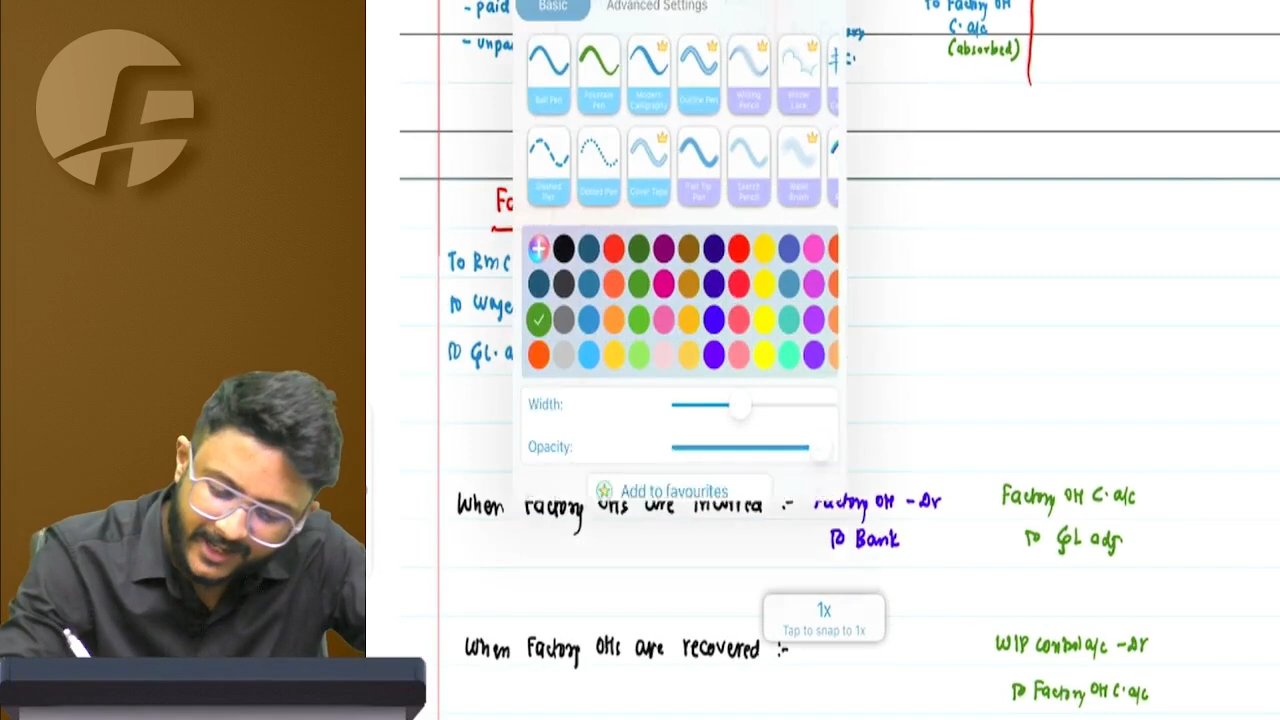 - paid
Basic
Advanced Settings
To Factory OH
C. a/c
(absorbed)
- unpa
Ball Pen
Fountain Pen
Modern Calligraphy
Outline Pen
Writing Pencil
Dashed Pen
Dotted Pen
Cover Tape
Felt Tip Pen
Sketch Pencil
Fa
To RmC
To Wage
To GL. a
Width:
Opacity:
Add to favourites
When Factory OHs are incurred :- Factory OH - Dr
To Bank
Factory OH C. a/c
To GL adj
1x
Tap to snap to 1x
When Factory OHs are recovered :-
WIP control a/c - Dr
To Factory OH C. a/c